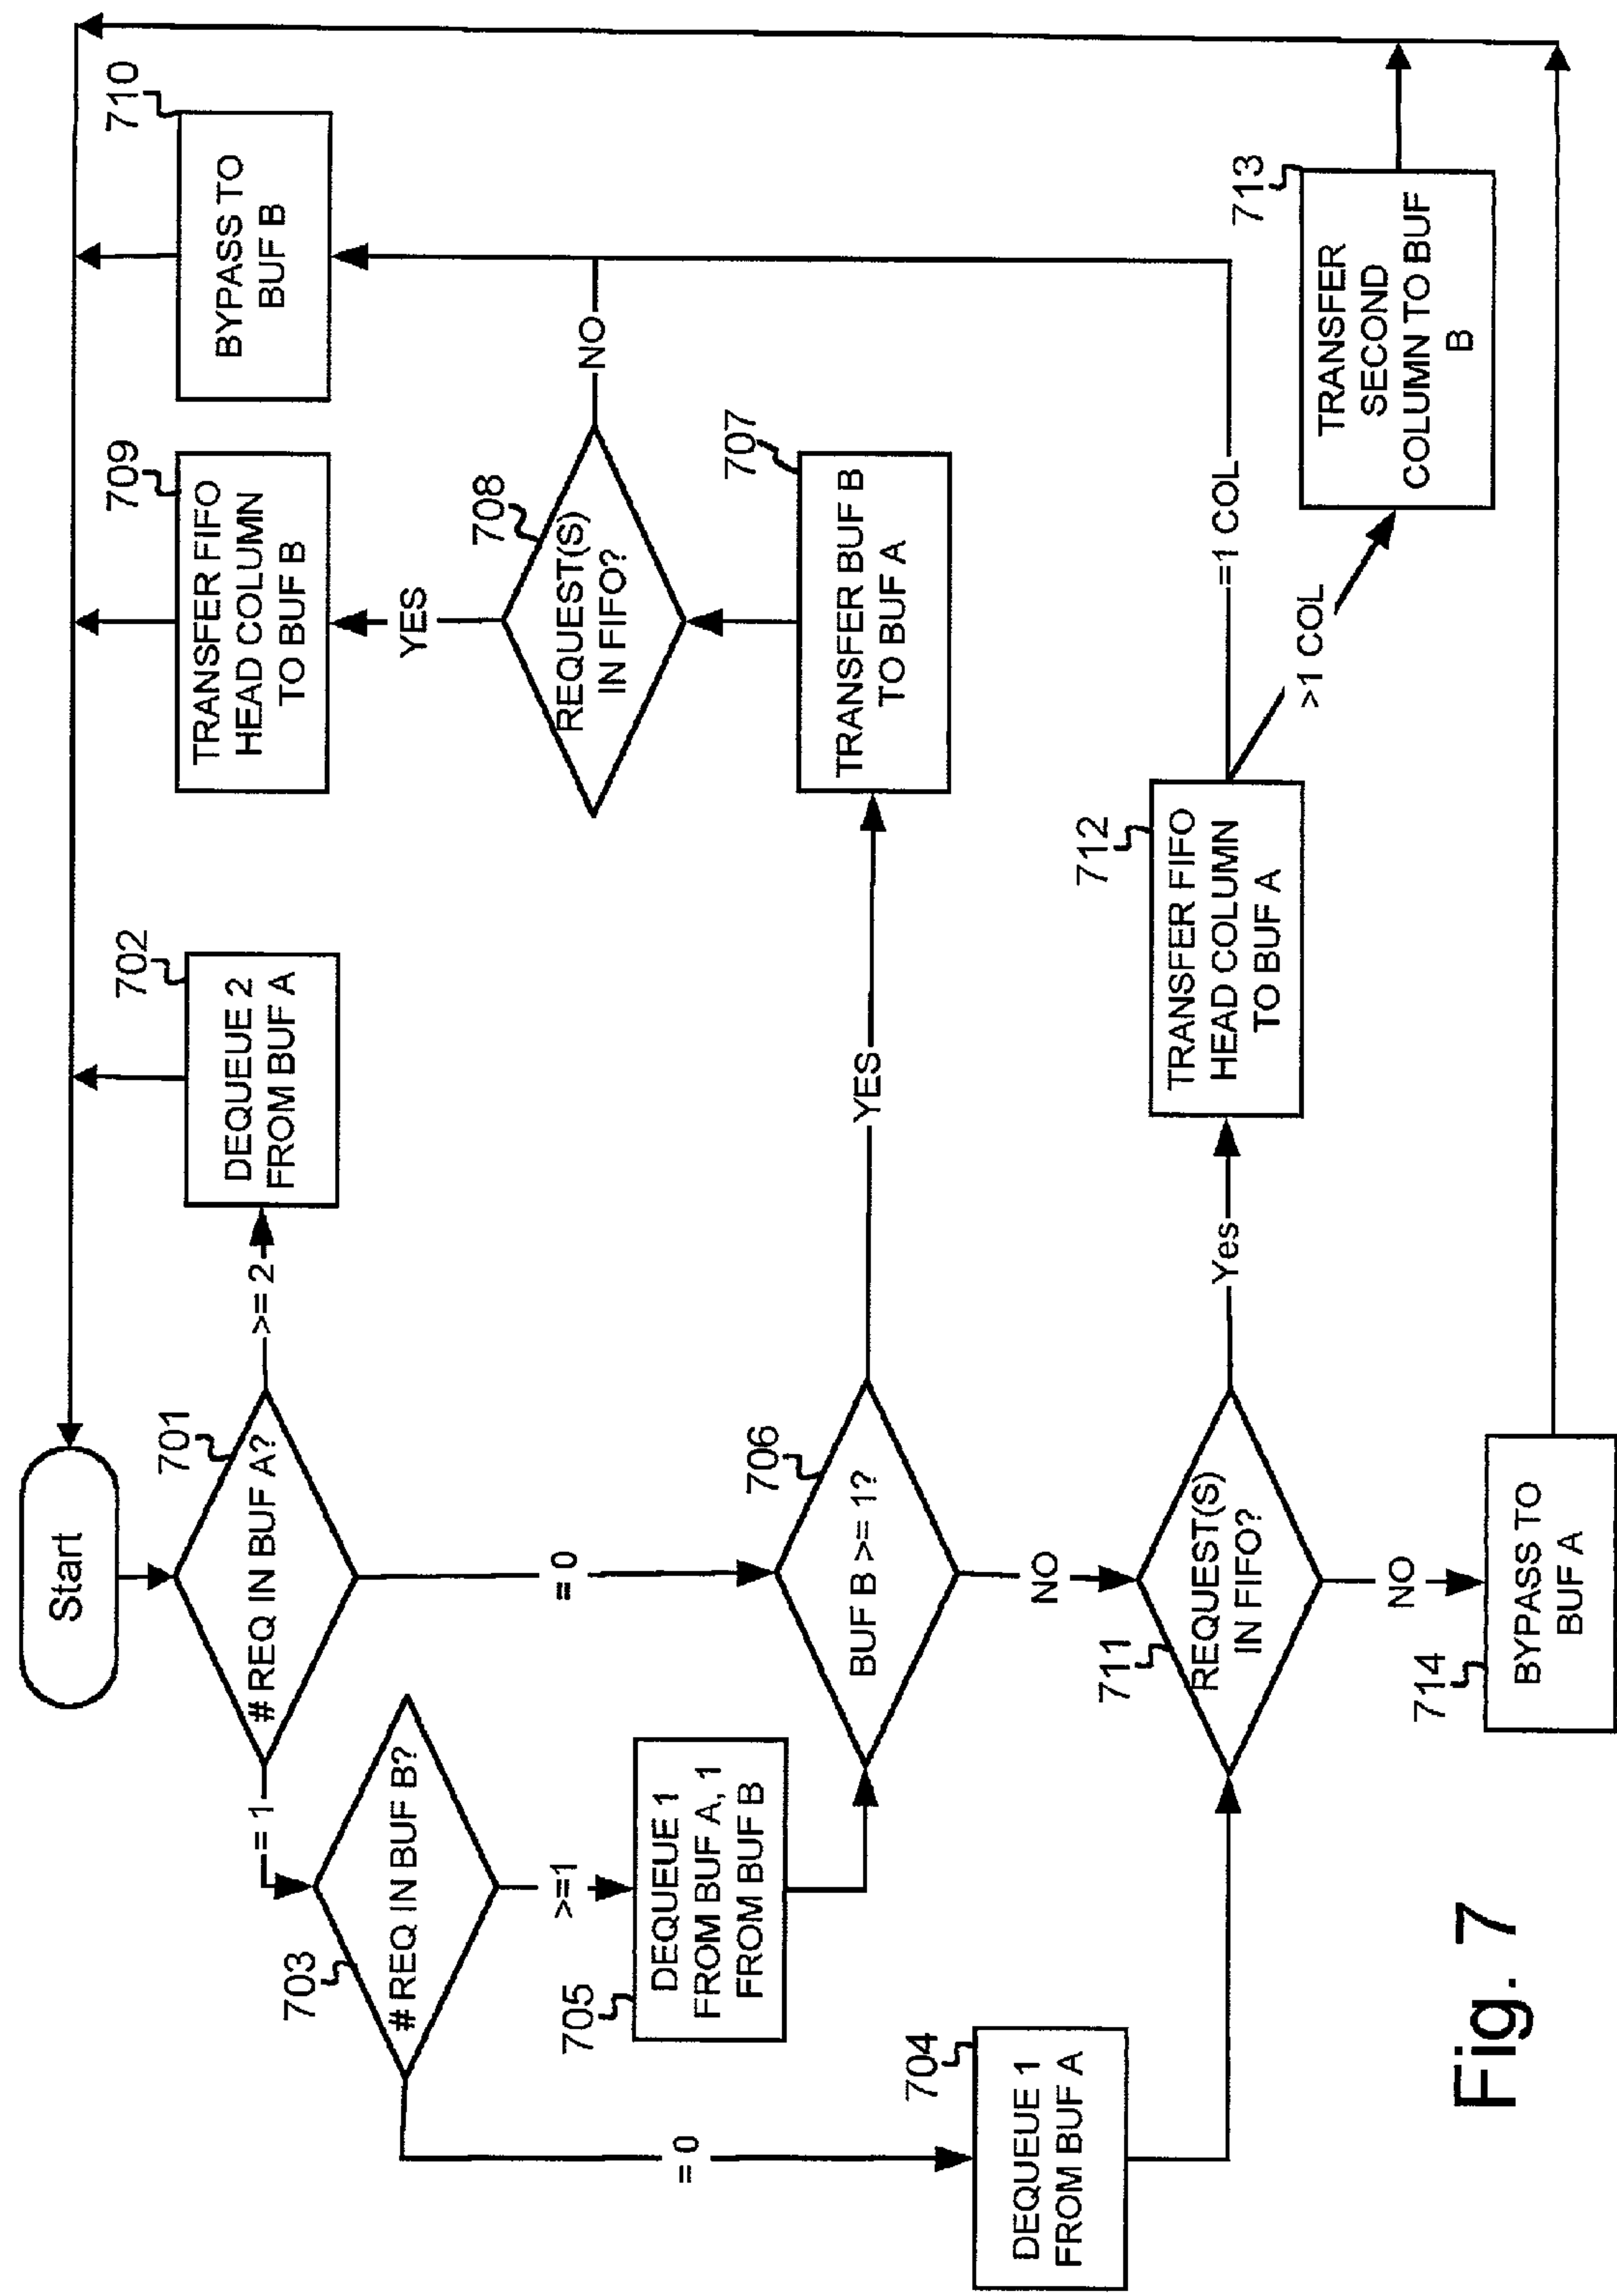 Start
701
# REQ IN BUF A?
>= 2
702
DEQUEUE 2
FROM BUF A
= 1
703
# REQ IN BUF B?
= 0
704
DEQUEUE 1
FROM BUF A
>=1
705
DEQUEUE 1
FROM BUF A, 1
FROM BUF B
= 0
706
BUF B >= 1?
YES
707
TRANSFER BUF B
TO BUF A
708
REQUEST(S)
IN FIFO?
YES
709
TRANSFER FIFO
HEAD COLUMN
TO BUF B
NO
710
BYPASS TO
BUF B
NO
711
REQUEST(S)
IN FIFO?
Yes
712
TRANSFER FIFO
HEAD COLUMN
TO BUF A
=1 COL
>1 COL
713
TRANSFER
SECOND
COLUMN TO BUF
B
NO
714
BYPASS TO
BUF A
Fig. 7